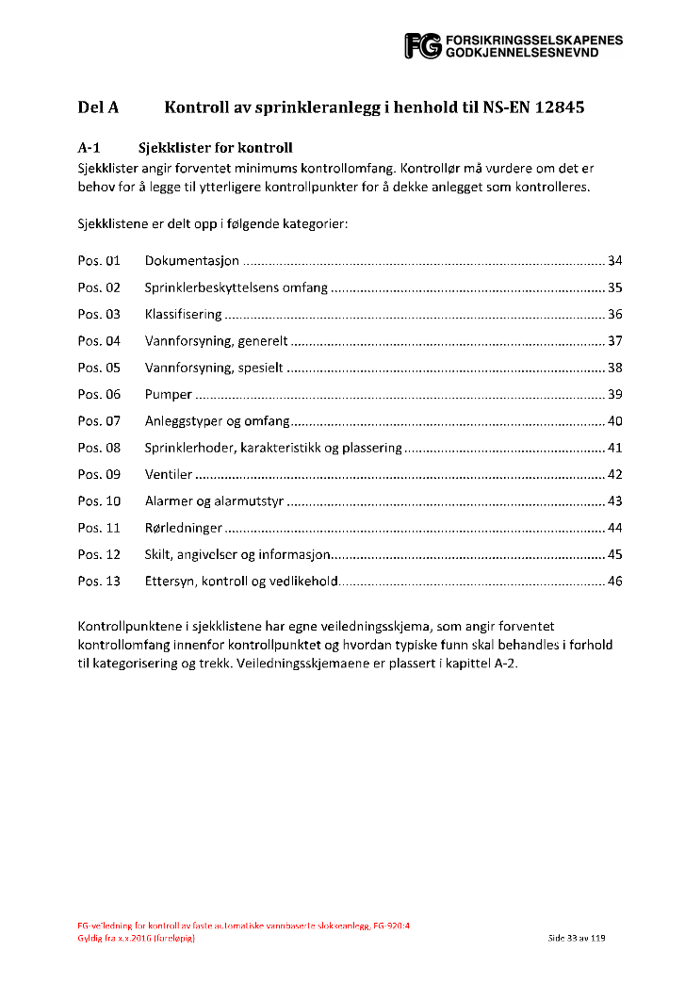 FG FORSIKRINGSSELSKAPENES
GODKJENNELSESNEVND
Del A Kontroll av sprinkleranlegg i henhold til NS-EN 12845
A-1 Sjekklister for kontroll
Sjekklister angir forventet minimums kontrollomfang. Kontrollør må vurdere om det er
behov for å legge til ytterligere kontrollpunkter for å dekke anlegget som kontrolleres.
Sjekklistene er delt opp i følgende kategorier:
Pos. 01 Dokumentasjon ........ 34
Pos. 02 Sprinklerbeskyttelsens omfang ........ 35
Pos. 03 Klassifisering ........ 36
Pos. 04 Vannforsyning, generelt ........ 37
Pos. 05 Vannforsyning, spesielt ........ 38
Pos. 06 Pumper ........ 39
Pos. 07 Anleggstyper og omfang ........ 40
Pos. 08 Sprinklerhoder, karakteristikk og plassering ........ 41
Pos. 09 Ventiler ........ 42
Pos. 10 Alarmer og alarmutstyr ........ 43
Pos. 11 Rørledninger ........ 44
Pos. 12 Skilt, angivelser og informasjon ........ 45
Pos. 13 Ettersyn, kontroll og vedlikehold ........ 46
Kontrollpunktene i sjekklistene har egne veiledningsskjema, som angir forventet
kontrollomfang innenfor kontrollpunktet og hvordan typiske funn skal behandles i forhold
til kategorisering og trekk. Veiledningsskjemaene er plassert i kapittel A-2.
FG-veiledning for kontroll av faste automatiske vannbaserte slokkeanlegg, FG-920:4
Gyldig fra x.x.2016 (foreløpig) Side 33 av 119